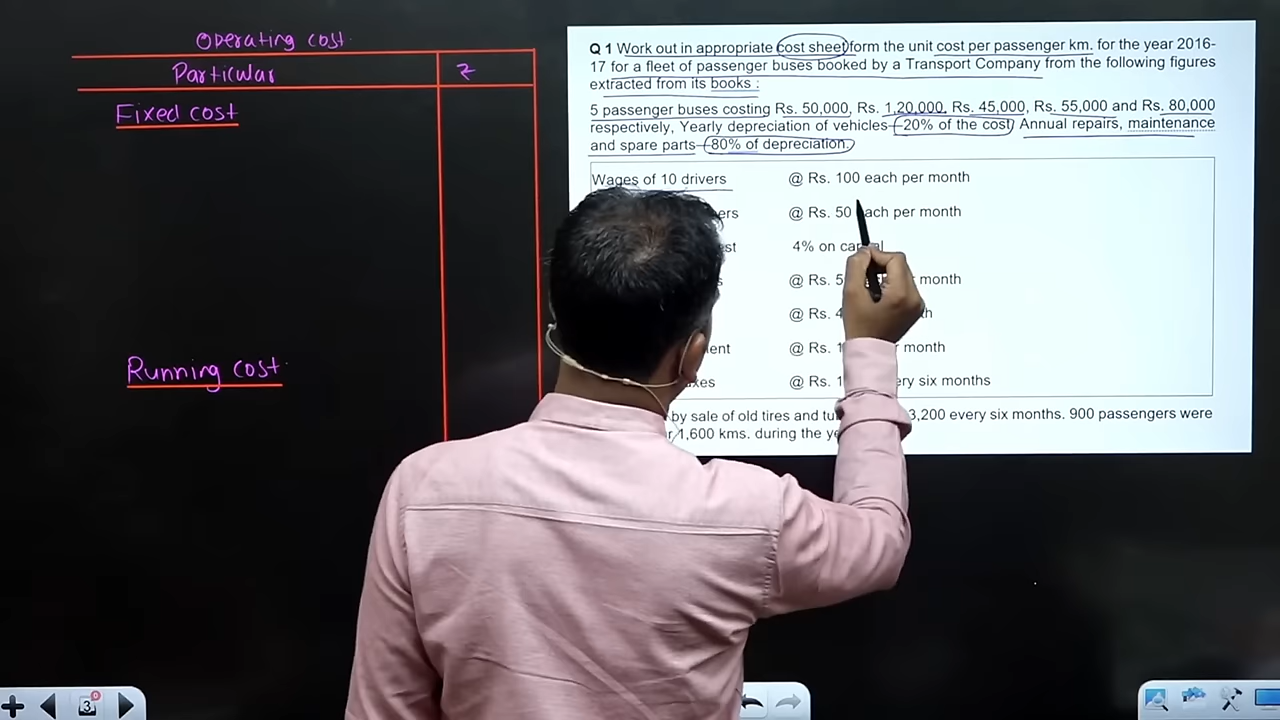 Operating cost
Particular ₹
Fixed cost
Running cost
Q 1 Work out in appropriate cost sheet form the unit cost per passenger km. for the year 2016-
17 for a fleet of passenger buses booked by a Transport Company from the following figures
extracted from its books :
5 passenger buses costing Rs. 50,000, Rs. 1,20,000, Rs. 45,000, Rs. 55,000 and Rs. 80,000
respectively, Yearly depreciation of vehicles—20% of the cost, Annual repairs, maintenance
and spare parts—80% of depreciation.
Wages of 10 drivers @ Rs. 100 each per month
@ Rs. 50 each per month
4% on capital
@ Rs. month
@ Rs.
@ Rs. month
@ Rs. every six months
by sale of old tires and 3,200 every six months. 900 passengers were
1,600 kms. during the
3
0